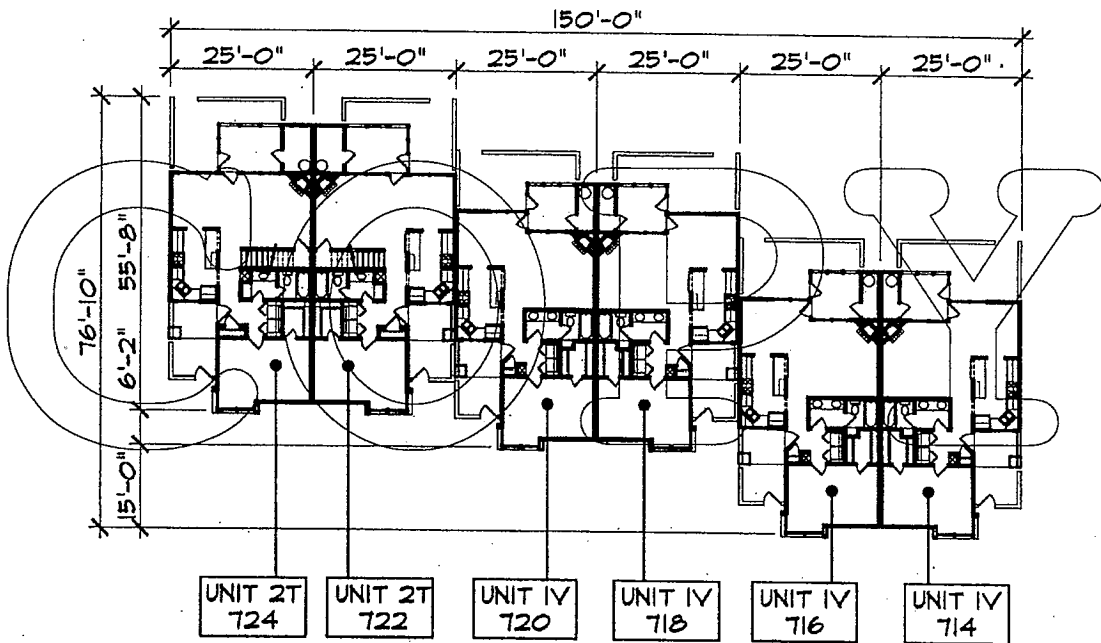 150'-0"
25'-0" 25'-0" 25'-0" 25'-0" 25'-0" 25'-0"
76'-10"
55'-8"
6'-2"
15'-0"
COPY
UNIT 2T
724
UNIT 2T
722
UNIT IV
720
UNIT IV
718
UNIT IV
716
UNIT IV
714